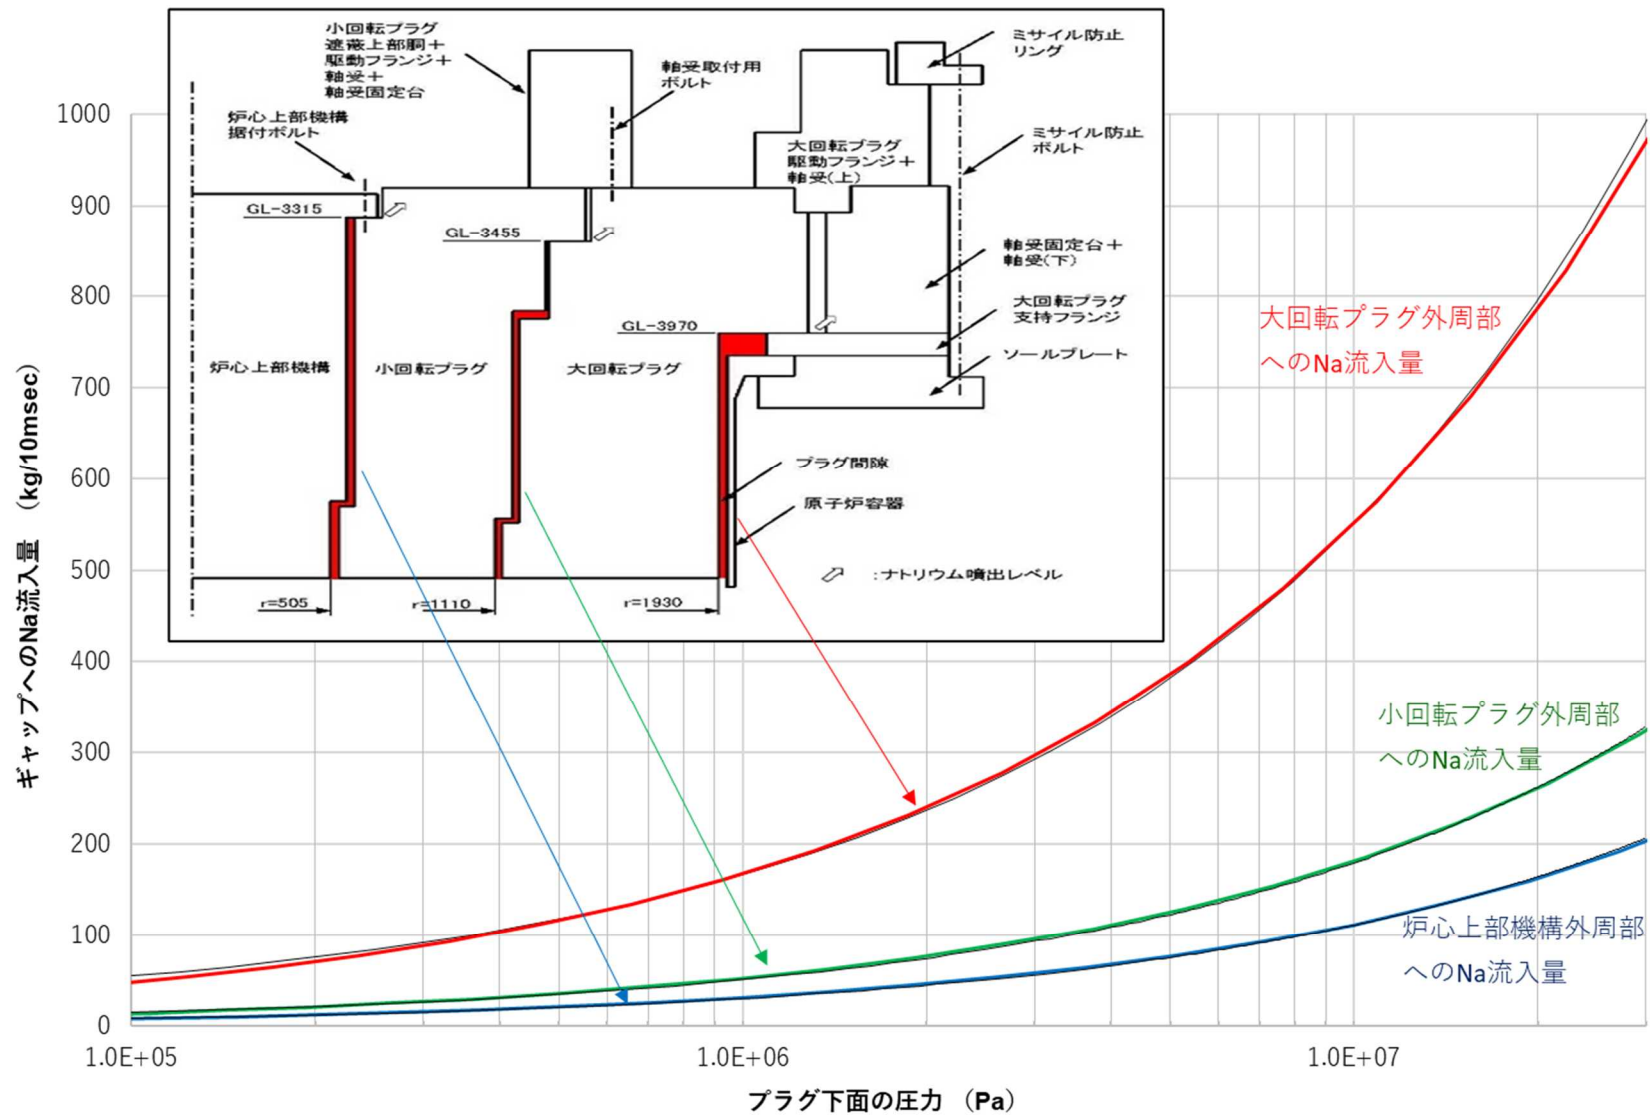 小回転プラグ
遮蔽上部胴＋
駆動フランジ＋
軸受＋
軸受固定台
軸受取付用
ボルト
ミサイル防止
リング
炉心上部機構
据付ボルト
大回転プラグ
駆動フランジ＋
軸受(上)
ミサイル防止
ボルト
GL-3315
GL-3455
軸受固定台＋
軸受(下)
大回転プラグ
支持フランジ
GL-3970
ソールプレート
炉心上部機構
小回転プラグ
大回転プラグ
プラグ間隙
原子炉容器
:ナトリウム噴出レベル
r=505
r=1110
r=1930
大回転プラグ外周部
へのNa流入量
小回転プラグ外周部
へのNa流入量
炉心上部機構外周部
へのNa流入量
ギャップへのNa流入量 （kg/10msec）
1000
900
800
700
600
500
400
300
200
100
0
1.0E+05
1.0E+06
1.0E+07
プラグ下面の圧力 （Pa）